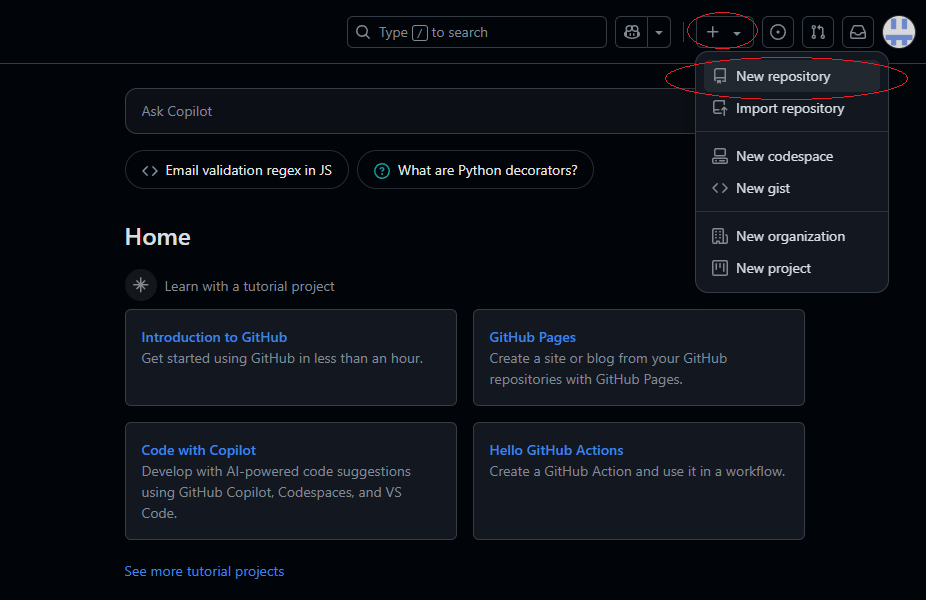 Type / to search
New repository
Import repository
New codespace
New gist
New organization
New project
Ask Copilot
Email validation regex in JS
What are Python decorators?
Home
Learn with a tutorial project
Introduction to GitHub
Get started using GitHub in less than an hour.
GitHub Pages
Create a site or blog from your GitHub
repositories with GitHub Pages.
Code with Copilot
Develop with AI-powered code suggestions
using GitHub Copilot, Codespaces, and VS
Code.
Hello GitHub Actions
Create a GitHub Action and use it in a workflow.
See more tutorial projects